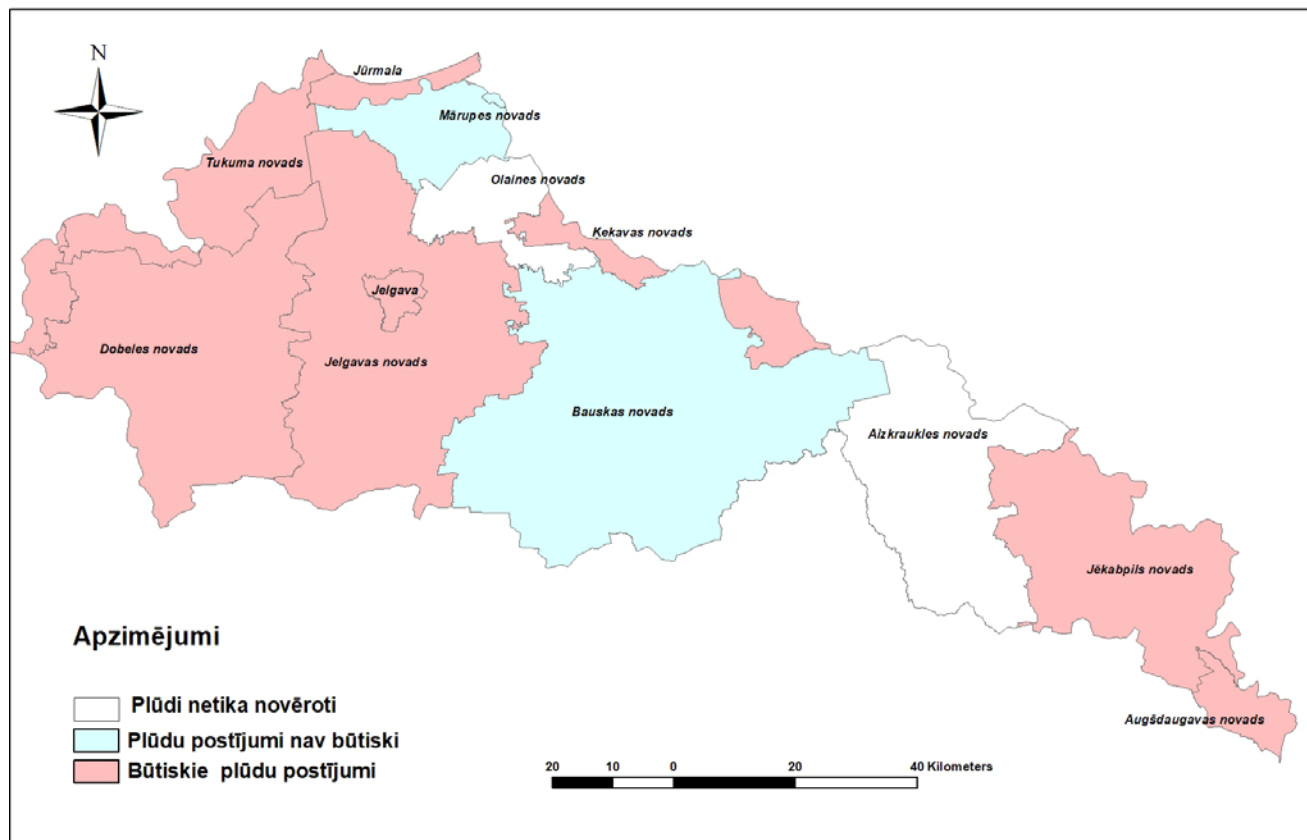 N
Jūrmala
Mārupes novads
Tukuma novads
Olaines novads
Ķekavas novads
Jelgava
Dobeles novads
Jelgavas novads
Bauskas novads
Aizkraukles novads
Jēkabpils novads
Augšdaugavas novads
Apzimējumi
Plūdi netika novēroti
Plūdu postījumi nav būtiski
Būtiskie plūdu postījumi
20 10 0 20 40 Kilometers